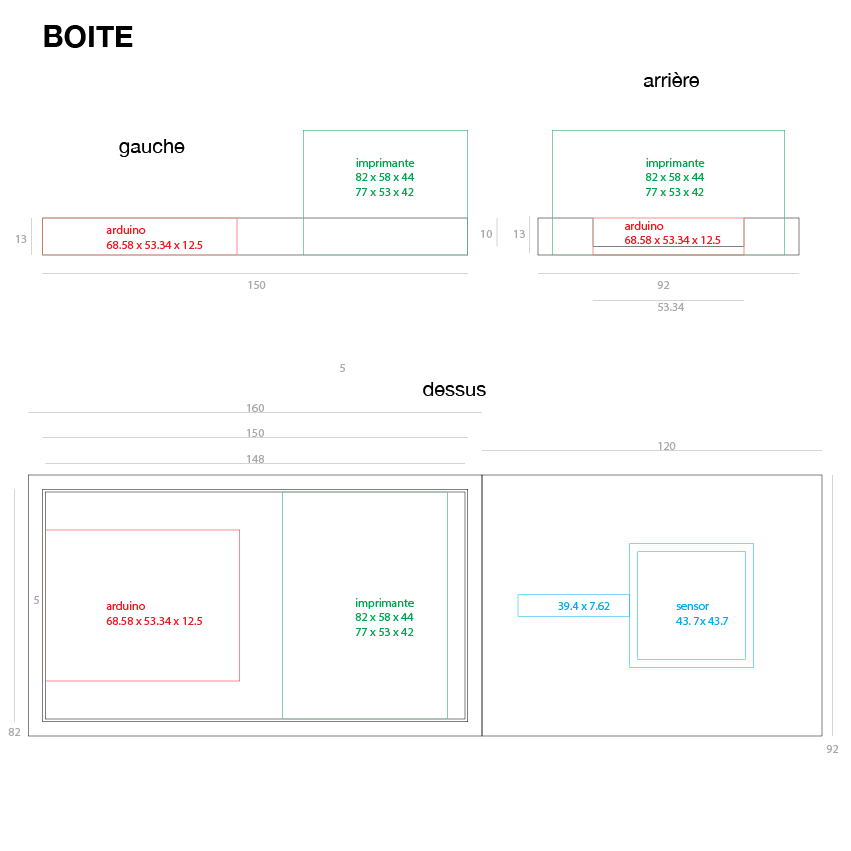 BOITE
arrière
gauche
imprimante
82 x 58 x 44
77 x 53 x 42
imprimante
82 x 58 x 44
77 x 53 x 42
13
arduino
68.58 x 53.34 x 12.5
10
13
arduino
68.58 x 53.34 x 12.5
150
92
53.34
5
dessus
160
150
148
120
5
arduino
68.58 x 53.34 x 12.5
imprimante
82 x 58 x 44
77 x 53 x 42
39.4 x 7.62
sensor
43. 7x 43.7
82
92